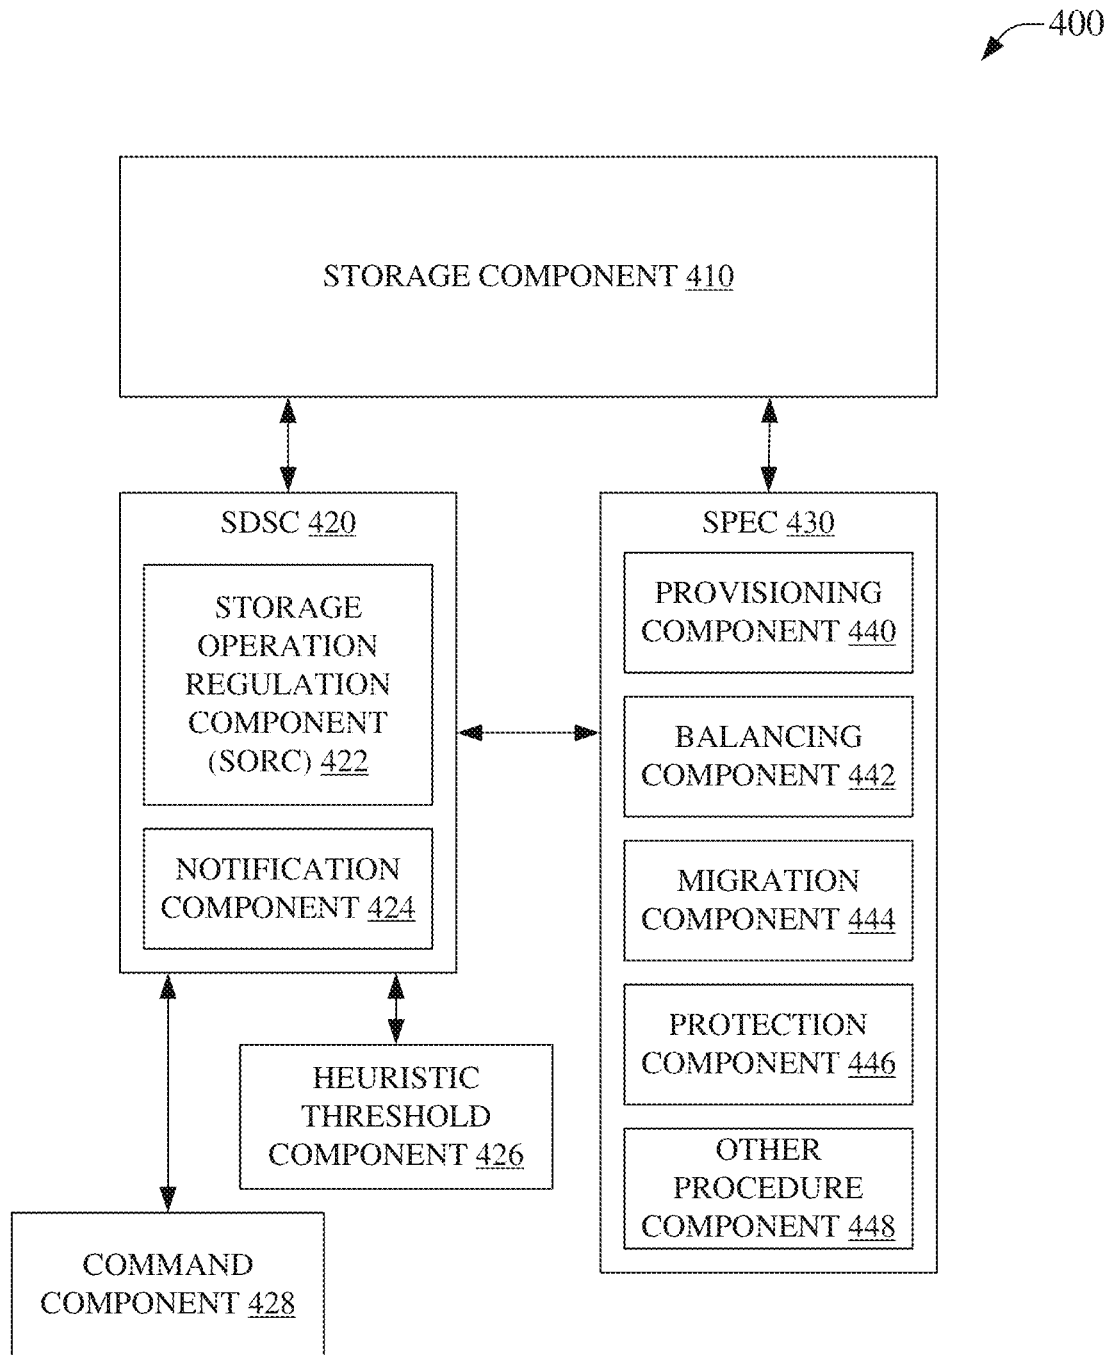 400
STORAGE COMPONENT 410
SDSC 420
STORAGE
OPERATION
REGULATION
COMPONENT
(SORC) 422
NOTIFICATION
COMPONENT 424
HEURISTIC
THRESHOLD
COMPONENT 426
COMMAND
COMPONENT 428
SPEC 430
PROVISIONING
COMPONENT 440
BALANCING
COMPONENT 442
MIGRATION
COMPONENT 444
PROTECTION
COMPONENT 446
OTHER
PROCEDURE
COMPONENT 448